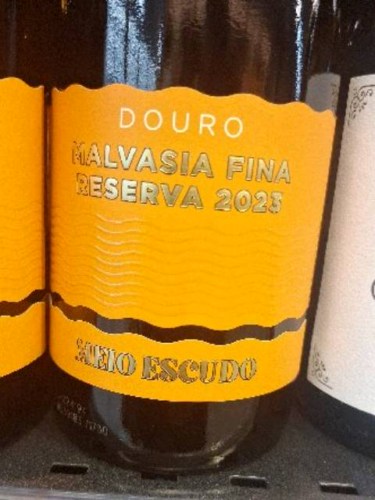 DOURO
MALVASIA FINA
RESERVA 2023
MEIO ESCUDO